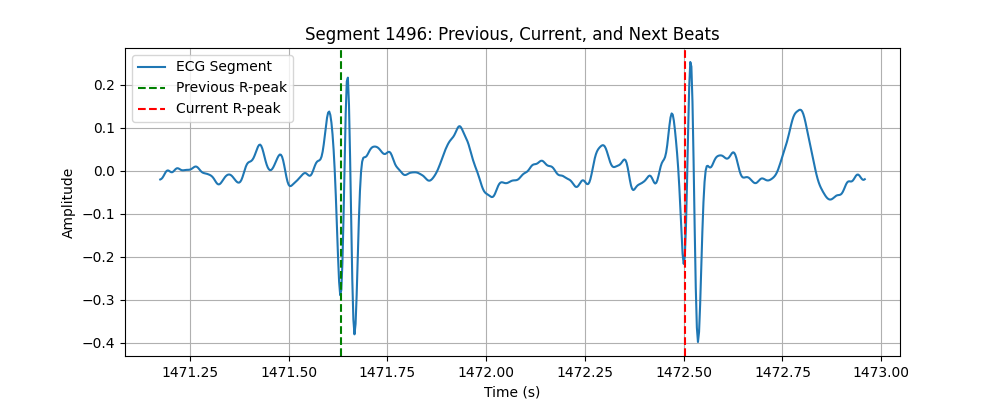 Segment 1496: Previous, Current, and Next Beats
ECG Segment
Previous R-peak
Current R-peak
Amplitude
0.2
0.1
0.0
−0.1
−0.2
−0.3
−0.4
1471.25 1471.50 1471.75 1472.00 1472.25 1472.50 1472.75 1473.00
Time (s)